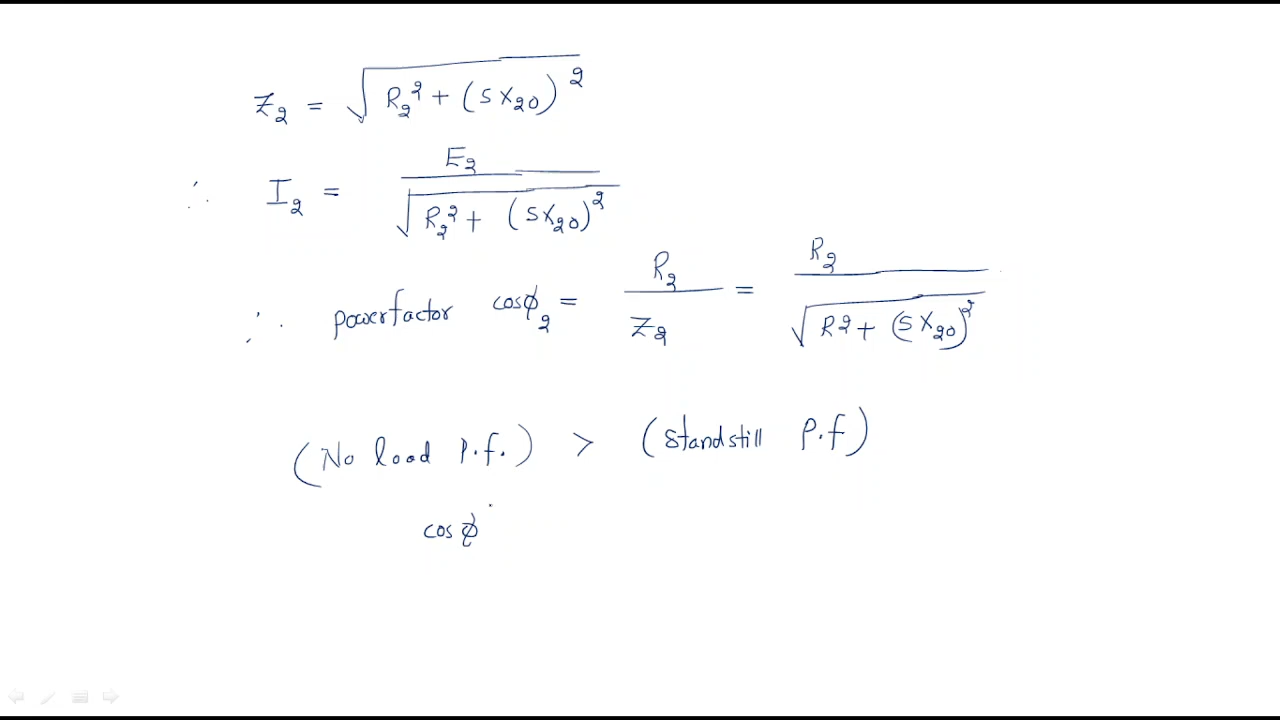 Z₂ = √(R₂² + (SX₂₀)²)
∴ I₂ = E₂ / √(R₂² + (SX₂₀)²)
∴ powerfactor cosϕ₂ = R₂ / Z₂ = R₂ / √(R² + (SX₂₀)²)
(No load P.f.) > (Standstill P.f)
cos ϕ